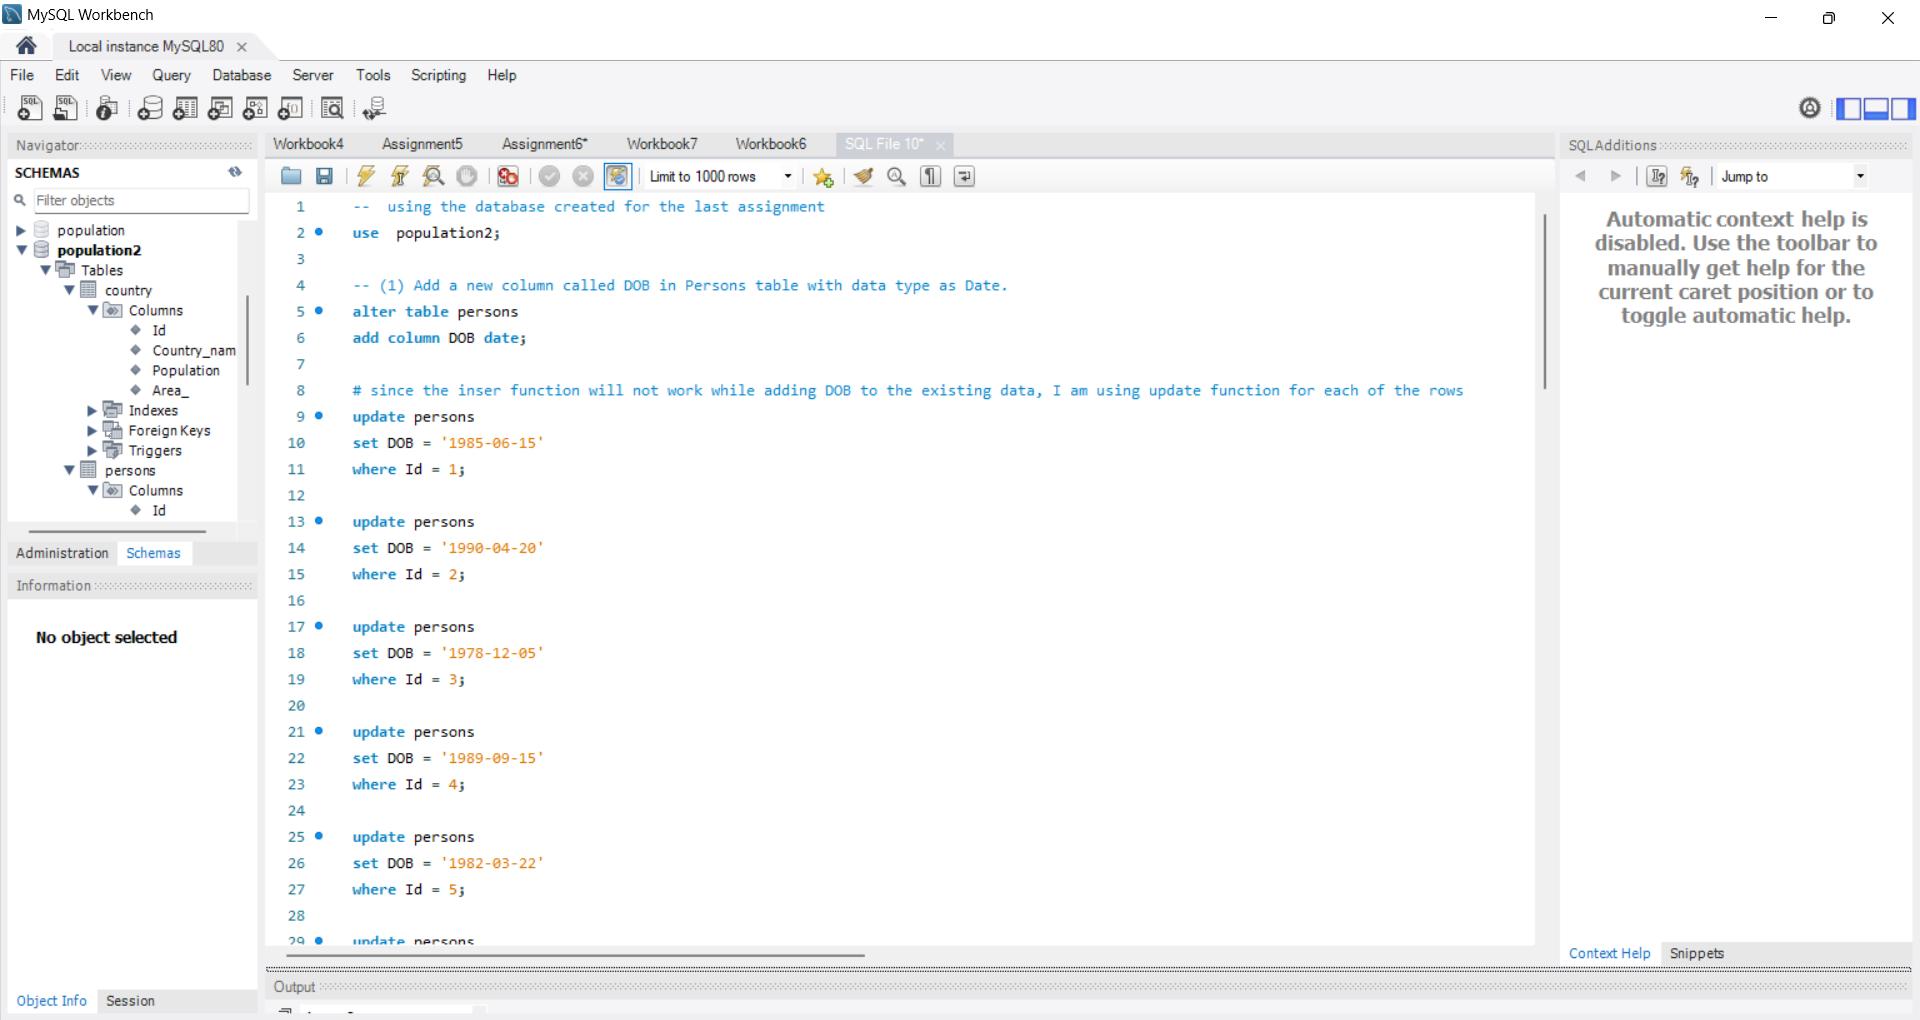 MySQL Workbench
Local instance MySQL80
File Edit View Query Database Server Tools Scripting Help
Navigator
SCHEMAS
Filter objects
population
population2
Tables
country
Columns
Id
Country_nam
Population
Area_
Indexes
Foreign Keys
Triggers
persons
Columns
Id
Administration Schemas
Information
No object selected
Object Info Session
Workbook4 Assignment5 Assignment6* Workbook7 Workbook6 SQL File 10*
Limit to 1000 rows
1 -- using the database created for the last assignment
2 use population2;
3
4 -- (1) Add a new column called DOB in Persons table with data type as Date.
5 alter table persons
6 add column DOB date;
7
8 # since the inser function will not work while adding DOB to the existing data, I am using update function for each of the rows
9 update persons
10 set DOB = '1985-06-15'
11 where Id = 1;
12
13 update persons
14 set DOB = '1990-04-20'
15 where Id = 2;
16
17 update persons
18 set DOB = '1978-12-05'
19 where Id = 3;
20
21 update persons
22 set DOB = '1989-09-15'
23 where Id = 4;
24
25 update persons
26 set DOB = '1982-03-22'
27 where Id = 5;
28
29 update persons
Output
SQLAdditions
Jump to
Automatic context help is
disabled. Use the toolbar to
manually get help for the
current caret position or to
toggle automatic help.
Context Help Snippets